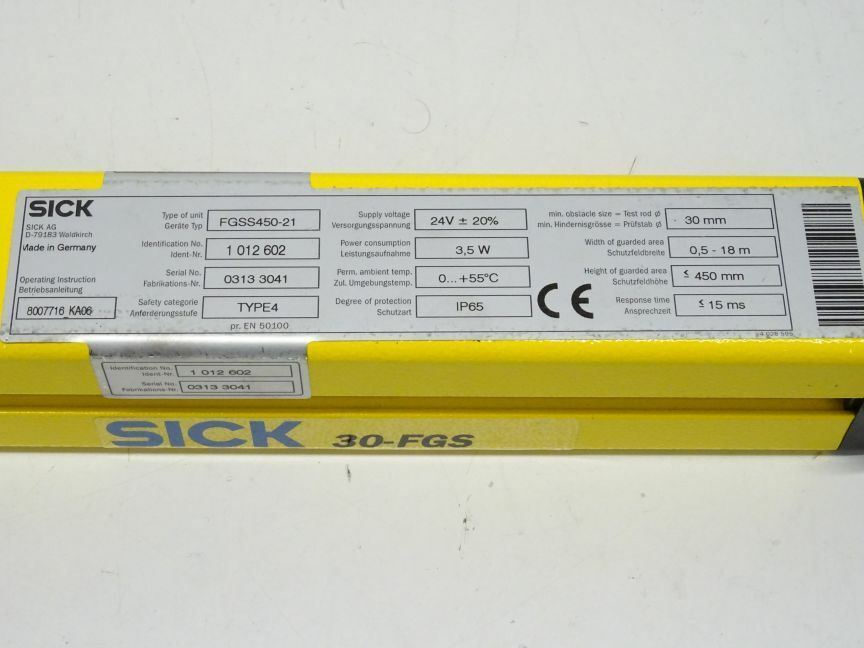 SICK
SICK AG
D-79183 Waldkirch
Made in Germany
Operating Instruction
Betriebsanleitung
8007716_KA06
Type of unit
Geräte Typ
FGSS450-21
Identification No.
Ident-Nr.
1 012 602
Serial No.
Fabrikations-Nr.
0313 3041
Safety categorie
Anforderungsstufe
TYPE4
pr. EN 50100
Supply voltage
Versorgungsspannung
24V ± 20%
Power consumption
Leistungsaufnahme
3,5 W
Perm. ambient temp.
Zul. Umgebungstemp.
0...+55°C
Degree of protection
Schutzart
IP65
CE
min. obstacle size = Test rod ø
min. Hindernisgrösse = Prüfstab ø
30 mm
Width of guarded area
Schutzfeldbreite
0,5 - 18 m
Height of guarded area
Schutzfeldhöhe
≤ 450 mm
Response time
Ansprechzeit
≤ 15 ms
Identification No.
Ident-Nr.
1 012 602
Serial No.
Fabrikations-Nr.
0313 3041
SICK 30-FGS